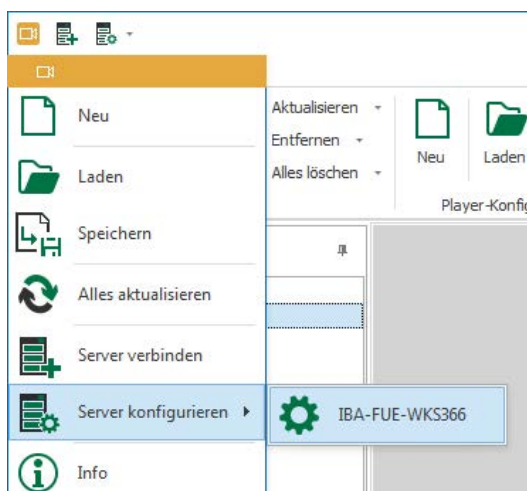 Neu
Laden
Speichern
Alles aktualisieren
Server verbinden
Server konfigurieren
IBA-FUE-WKS366
Info
Aktualisieren
Entfernen
Alles löschen
Neu
Laden
Player-Konfig